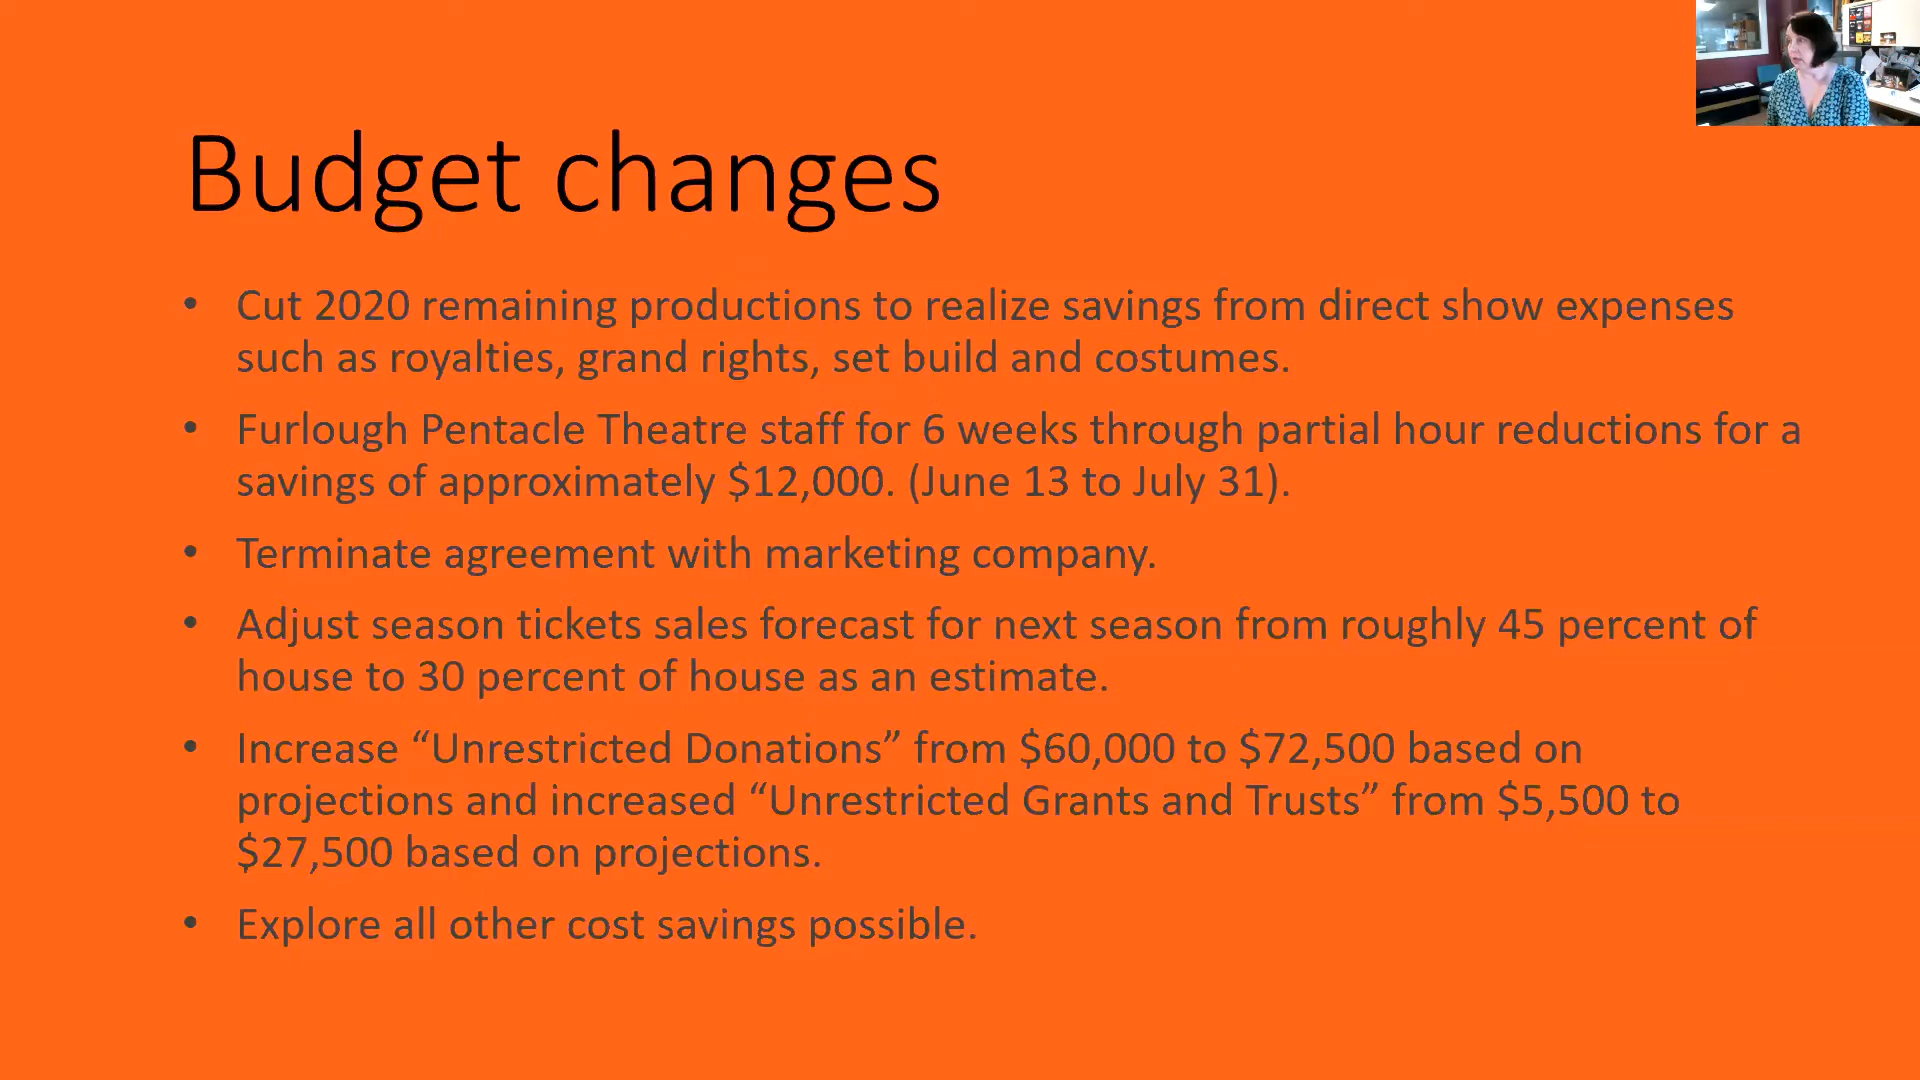 Budget changes
• Cut 2020 remaining productions to realize savings from direct show expenses
such as royalties, grand rights, set build and costumes.
• Furlough Pentacle Theatre staff for 6 weeks through partial hour reductions for a
savings of approximately $12,000. (June 13 to July 31).
• Terminate agreement with marketing company.
• Adjust season tickets sales forecast for next season from roughly 45 percent of
house to 30 percent of house as an estimate.
• Increase “Unrestricted Donations” from $60,000 to $72,500 based on
projections and increased “Unrestricted Grants and Trusts” from $5,500 to
$27,500 based on projections.
• Explore all other cost savings possible.